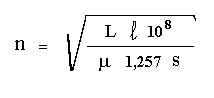 n = √ L ℓ 10⁸
μ 1,257 S